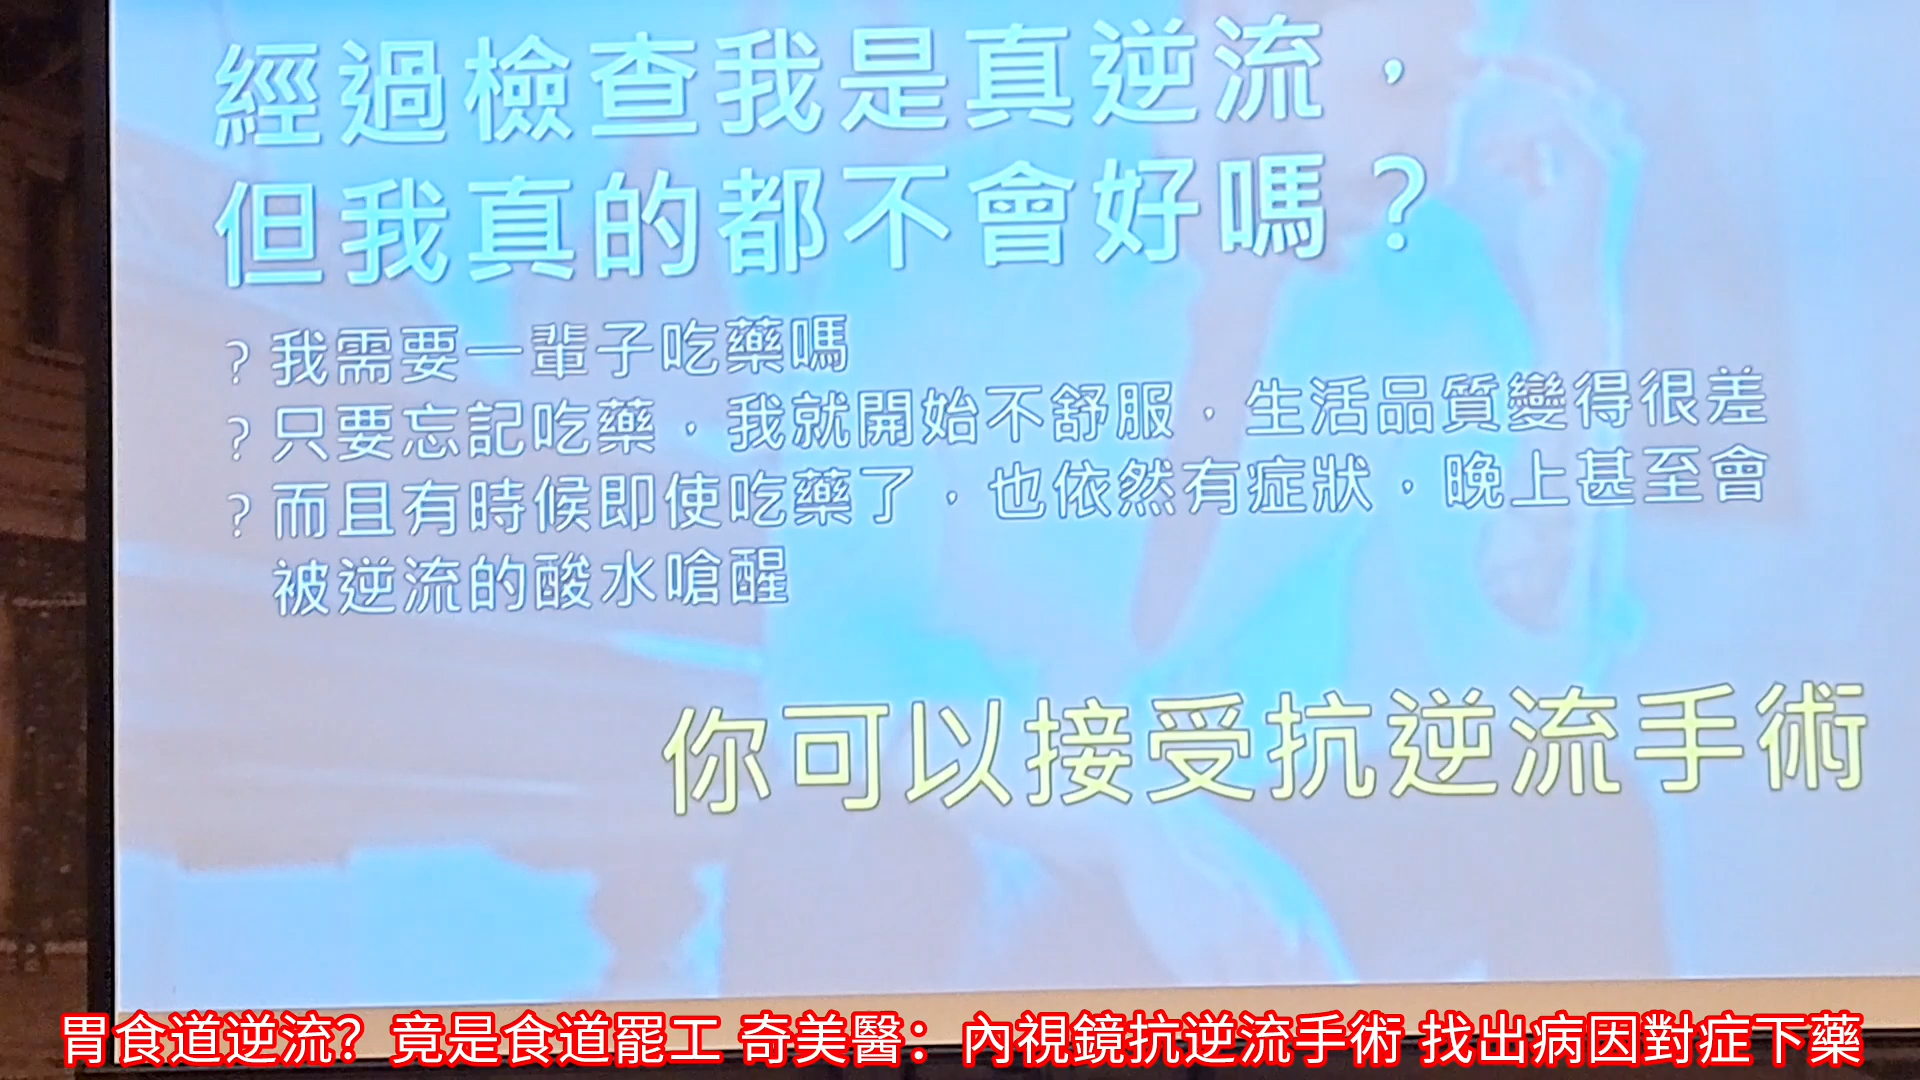 經過檢查我是真逆流，
但我真的都不會好嗎？
? 我需要一輩子吃藥嗎
? 只要忘記吃藥，我就開始不舒服，生活品質變得很差
? 而且有時候即使吃藥了，也依然有症狀，晚上甚至會
被逆流的酸水嗆醒
你可以接受抗逆流手術
胃食道逆流？竟是食道罷工 奇美醫：內視鏡抗逆流手術 找出病因對症下藥